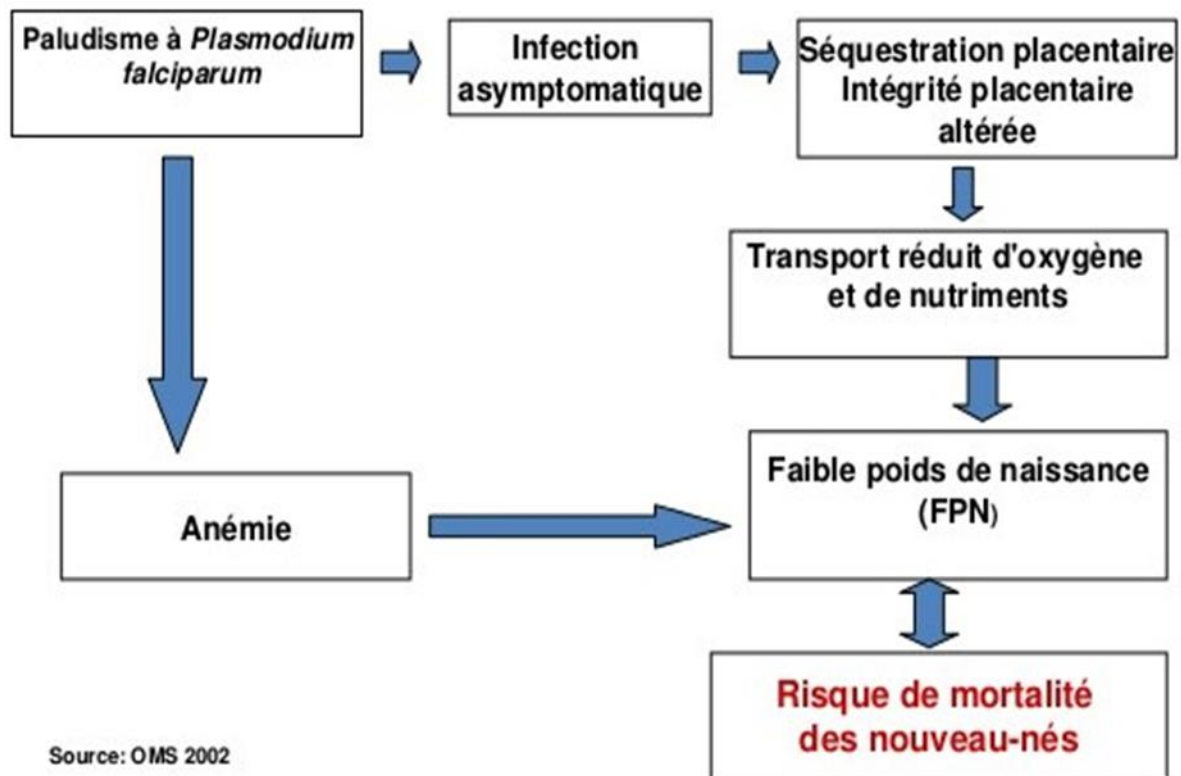 Paludisme à Plasmodium
falciparum
Infection
asymptomatique
Séquestration placentaire
Intégrité placentaire
altérée
Transport réduit d'oxygène
et de nutriments
Anémie
Faible poids de naissance
(FPN)
Risque de mortalité
des nouveau-nés
Source: OMS 2002